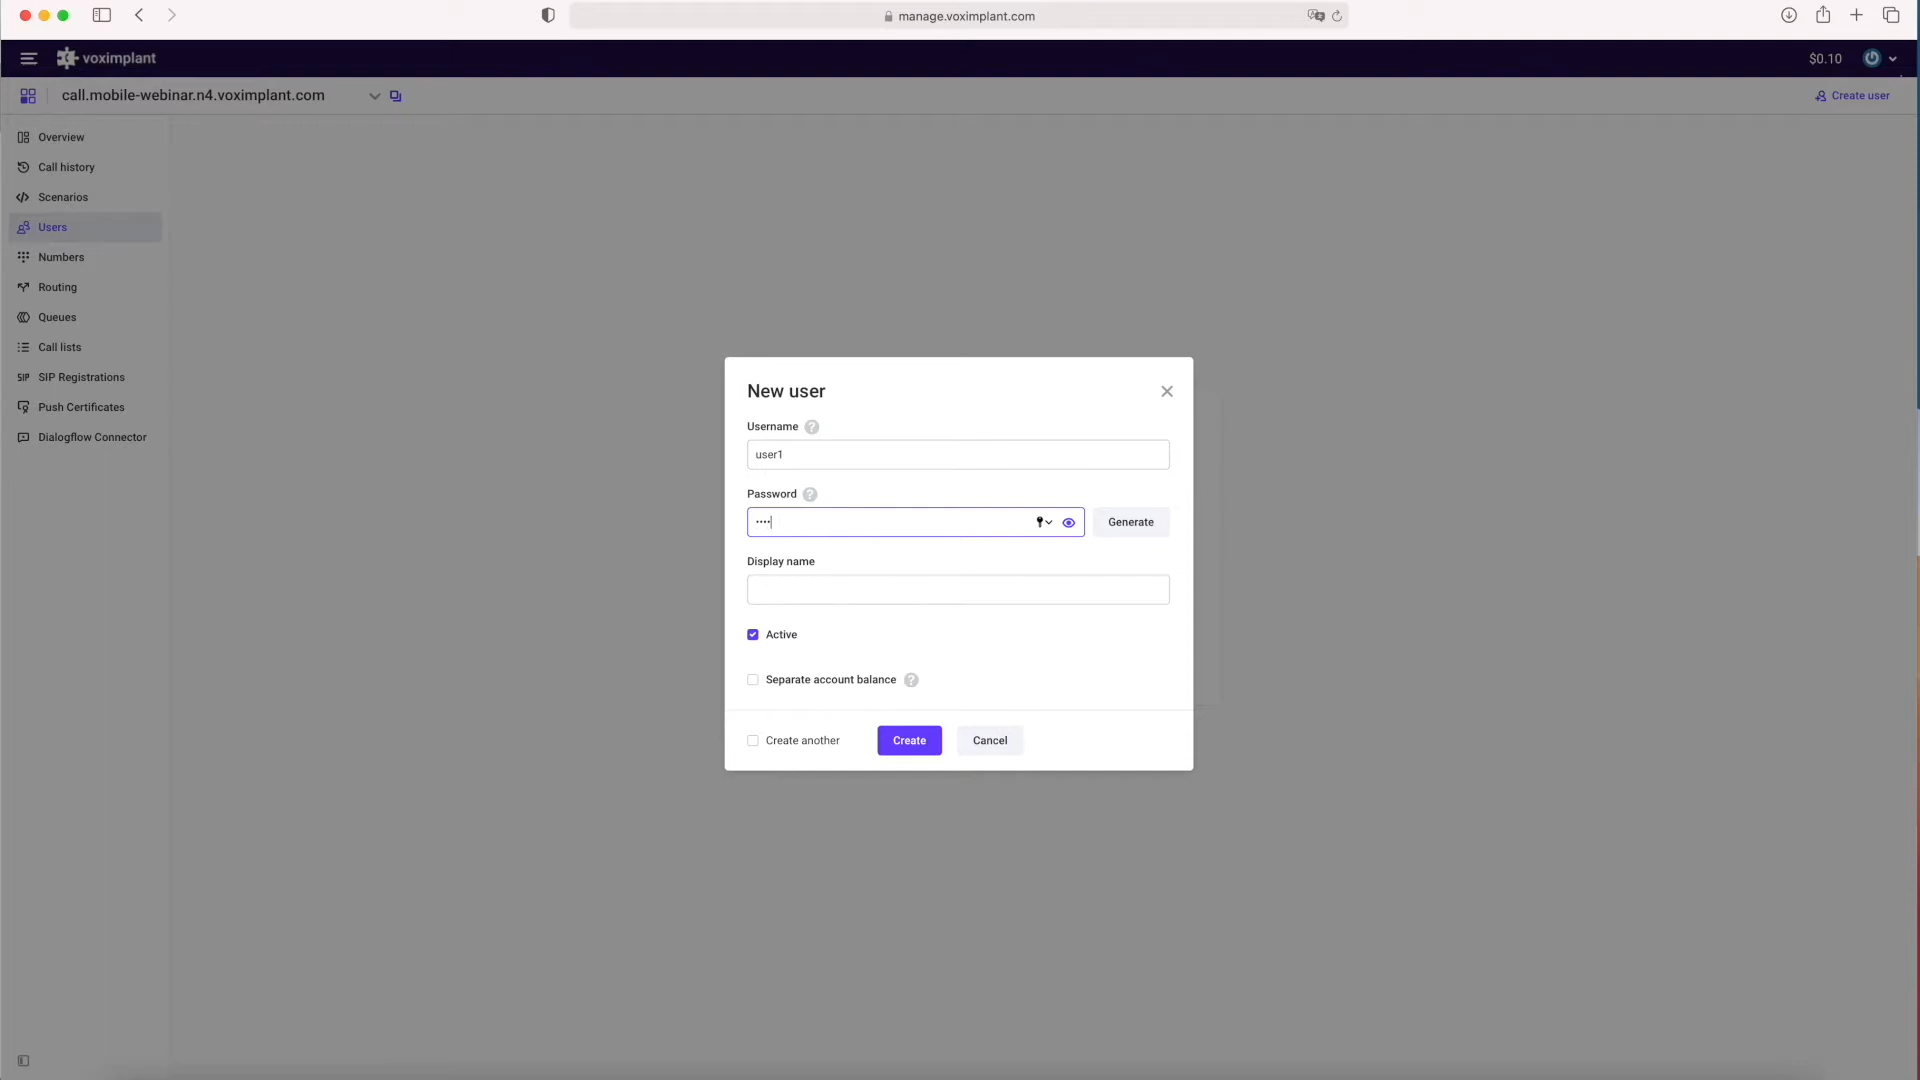 manage.voximplant.com
voximplant
$0.10
call.mobile-webinar.n4.voximplant.com
Create user
Overview
Call history
Scenarios
Users
Numbers
Routing
Queues
Call lists
SIP SIP Registrations
Push Certificates
Dialogflow Connector
New user
Username ?
user1
Password ?
••••
Generate
Display name
Active
Separate account balance ?
Create another
Create
Cancel